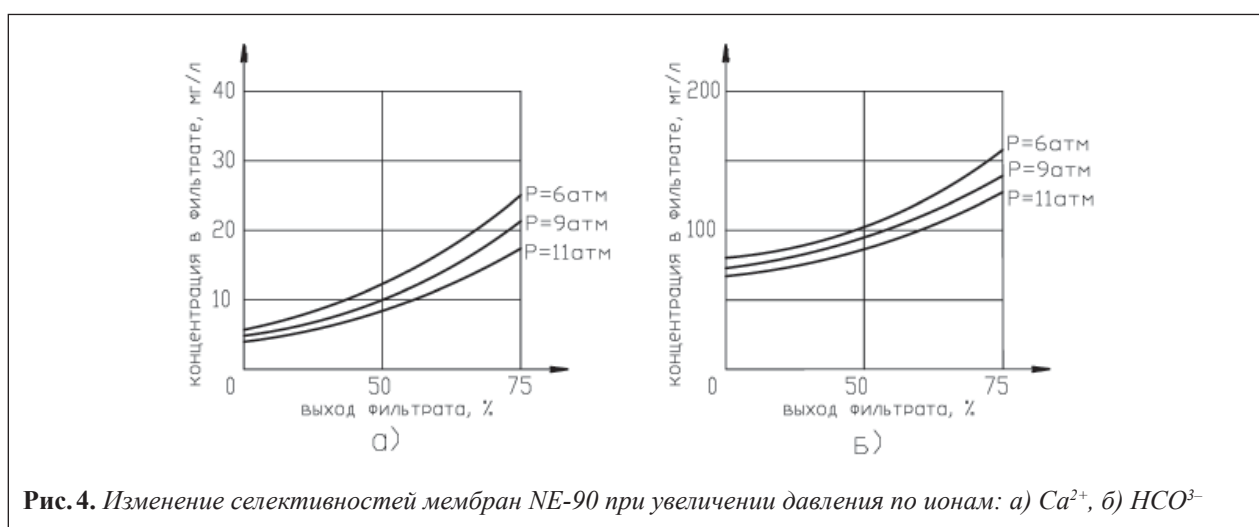 концентрация в фильтрате, мг/л
40
30
20
10
0
50
75
P=6атм
P=9атм
P=11атм
выход фильтрата, %
а)
концентрация в фильтрате, мг/л
200
100
0
50
75
P=6атм
P=9атм
P=11атм
выход фильтрата, %
Б)
Рис. 4. Изменение селективностей мембран NE-90 при увеличении давления по ионам: а) Ca²⁺, б) HCO³⁻